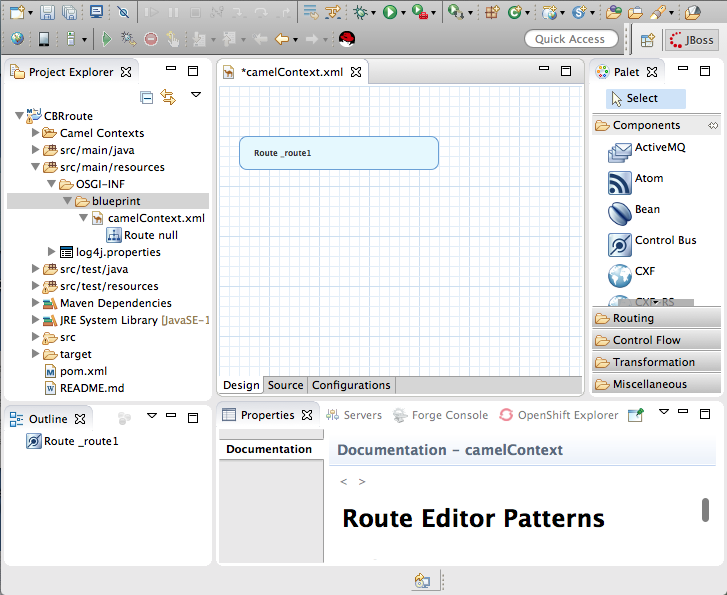 Quick Access
JBoss
Project Explorer
CBRroute
Camel Contexts
src/main/java
src/main/resources
OSGI-INF
blueprint
camelContext.xml
Route null
log4j.properties
src/test/java
src/test/resources
Maven Dependencies
JRE System Library [JavaSE-1
src
target
pom.xml
README.md
*camelContext.xml
Route _route1
Design
Source
Configurations
Palet
Select
Components
ActiveMQ
Atom
Bean
Control Bus
CXF
CXF-RS
Routing
Control Flow
Transformation
Miscellaneous
Outline
Route _route1
Properties
Servers
Forge Console
OpenShift Explorer
Documentation
Documentation - camelContext
< >
Route Editor Patterns